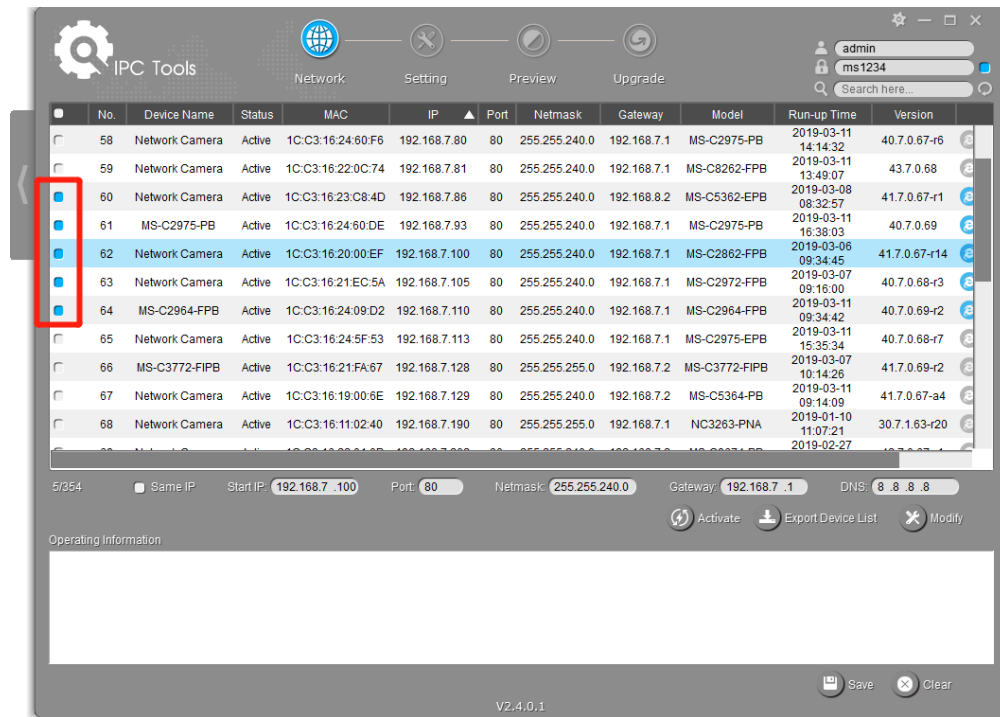 IPC Tools
Network Setting Preview Upgrade
admin
ms1234
Search here...
No. Device Name Status MAC IP Port Netmask Gateway Model Run-up Time Version
58 Network Camera Active 1C:C3:16:24:60:F6 192.168.7.80 80 255.255.240.0 192.168.7.1 MS-C2975-PB 2019-03-11 14:14:32 40.7.0.67-r6
59 Network Camera Active 1C:C3:16:22:0C:74 192.168.7.81 80 255.255.240.0 192.168.7.1 MS-C8262-FPB 2019-03-11 13:49:07 43.7.0.68
60 Network Camera Active 1C:C3:16:23:C8:4D 192.168.7.86 80 255.255.240.0 192.168.8.2 MS-C5362-EPB 2019-03-08 08:32:57 41.7.0.67-r1
61 MS-C2975-PB Active 1C:C3:16:24:60:DE 192.168.7.93 80 255.255.240.0 192.168.7.1 MS-C2975-PB 2019-03-11 16:38:03 40.7.0.69
62 Network Camera Active 1C:C3:16:20:00:EF 192.168.7.100 80 255.255.240.0 192.168.7.1 MS-C2862-FPB 2019-03-06 09:34:45 41.7.0.67-r14
63 Network Camera Active 1C:C3:16:21:EC:5A 192.168.7.105 80 255.255.240.0 192.168.7.1 MS-C2972-FPB 2019-03-07 09:16:00 40.7.0.68-r3
64 MS-C2964-FPB Active 1C:C3:16:24:09:D2 192.168.7.110 80 255.255.240.0 192.168.7.1 MS-C2964-FPB 2019-03-11 09:34:42 40.7.0.69-r2
65 Network Camera Active 1C:C3:16:24:5F:53 192.168.7.113 80 255.255.240.0 192.168.7.1 MS-C2975-EPB 2019-03-11 15:35:34 40.7.0.68-r7
66 MS-C3772-FIPB Active 1C:C3:16:21:FA:67 192.168.7.128 80 255.255.240.0 192.168.7.2 MS-C3772-FIPB 2019-03-07 10:14:26 41.7.0.69-r2
67 Network Camera Active 1C:C3:16:19:00:6E 192.168.7.129 80 255.255.240.0 192.168.7.2 MS-C5364-PB 2019-03-11 09:14:09 41.7.0.67-a4
68 Network Camera Active 1C:C3:16:11:02:40 192.168.7.190 80 255.255.255.0 192.168.7.1 NC3263-PNA 2019-01-10 11:07:21 30.7.1.63-r20
2019-02-27
5/354 Same IP Start IP: 192.168.7 .100 Port: 80 Netmask: 255.255.240.0 Gateway: 192.168.7 .1 DNS: 8 .8 .8 .8
Activate Export Device List Modify
Operating Information
Save Clear
V2.4.0.1